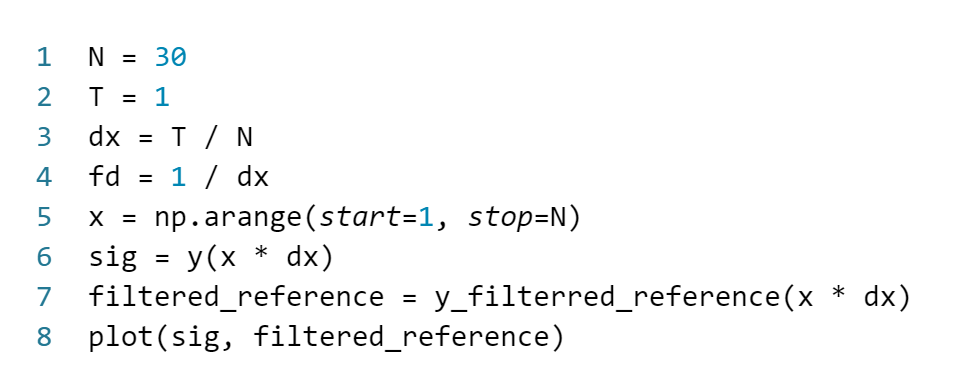 1 N = 30
2 T = 1
3 dx = T / N
4 fd = 1 / dx
5 x = np.arange(start=1, stop=N)
6 sig = y(x * dx)
7 filtered_reference = y_filterred_reference(x * dx)
8 plot(sig, filtered_reference)